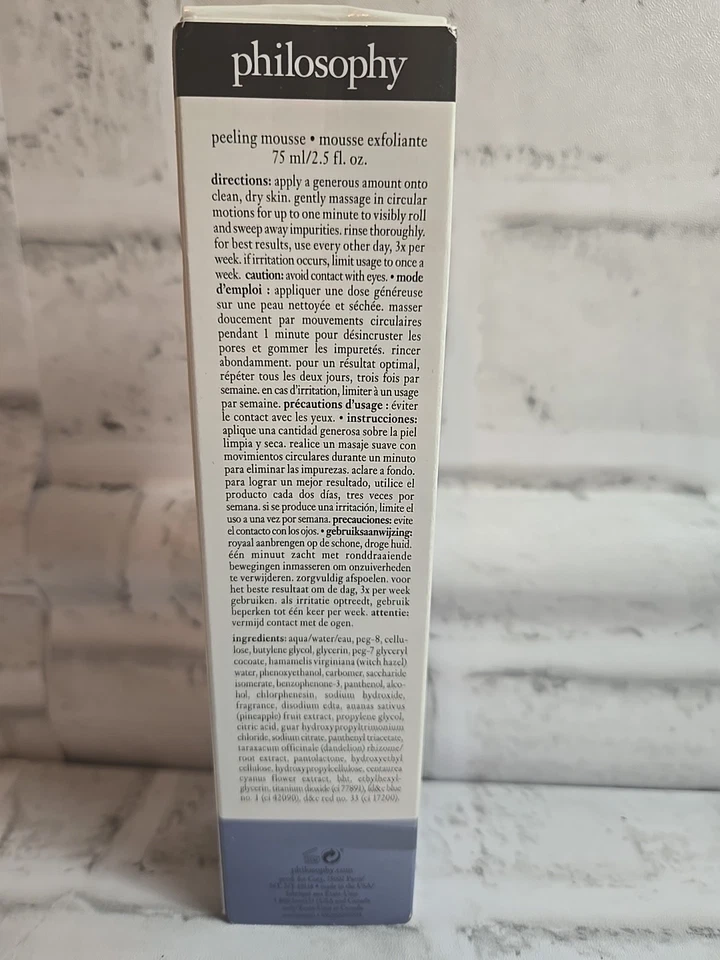 philosophy
peeling mousse • mousse exfoliante
75 ml/2.5 fl. oz.
directions: apply a generous amount onto
clean, dry skin. gently massage in circular
motions for up to one minute to visibly roll
and sweep away impurities. rinse thoroughly.
for best results, use every other day, 3x per
week. if irritation occurs, limit usage to once a
week. caution: avoid contact with eyes. • mode
d'emploi : appliquer une dose généreuse
sur une peau nettoyée et séchée. masser
doucement par mouvements circulaires
pendant 1 minute pour désincruster les
pores et gommer les impuretés. rincer
abondamment. pour un résultat optimal,
répéter tous les deux jours, trois fois par
semaine. en cas d'irritation, limiter à un usage
par semaine. précautions d'usage : éviter
le contact avec les yeux. • instrucciones:
aplique una cantidad generosa sobre la piel
limpia y seca. realice un masaje suave con
movimientos circulares durante un minuto
para eliminar las impurezas. aclare a fondo.
para lograr un mejor resultado, utilice el
producto cada dos días, tres veces por
semana. si se produce una irritación, limite el
uso a una vez por semana. precauciones: evite
el contacto con los ojos. • gebruiksaanwijzing:
royaal aanbrengen op de schone, droge huid.
één minuut zacht met ronddraaiende
bewegingen inmasseren om onzuiverheden
te verwijderen. zorgvuldig afspoelen. voor
het beste resultaat om de dag, 3x per week
gebruiken. als irritatie optreedt, gebruik
beperken tot één keer per week. attentie:
vermijd contact met de ogen.
ingredients: aqua/water/eau, peg-8, cellu-
lose, butylene glycol, glycerin, peg-7 glyceryl
cocoate, hamamelis virginiana (witch hazel)
water, phenoxyethanol, carbomer, saccharide
isomerate, benzophenone-3, panthenol, alco-
hol, chlorphenesin, sodium hydroxide,
fragrance, disodium edta, ananas sativus
(pineapple) fruit extract, propylene glycol,
citric acid, guar hydroxypropyltrimonium
chloride, sodium citrate, panthenyl triacetate,
taraxacum officinale (dandelion) rhizome/
root extract, pantolactone, hydroxyethyl
cellulose, hydroxypropylcellulose, centaurea
cyanus flower extract, bht, ethylhexyl-
glycerin, titanium dioxide (ci 77891), fd&c blue
no. 1 (ci 42090), d&c red no. 33 (ci 17200).
philosophy.com